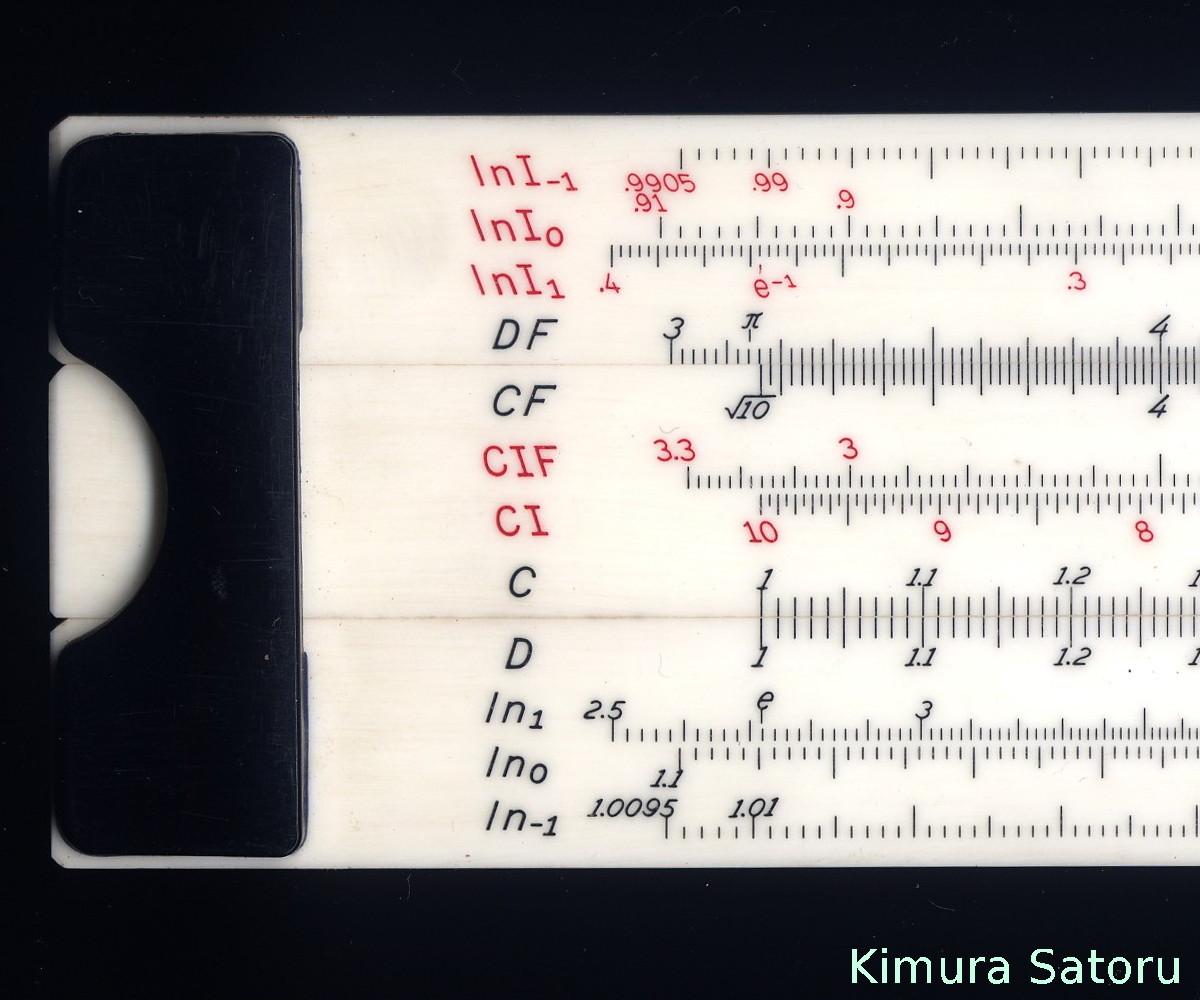 lnI-1 .9905 .99
lnI0 .91 .9
lnI1 .4 e-1 .3
DF 3 π 4
CF √10 4
CIF 3.3 3
CI 10 9 8
C 1 1.1 1.2 1
D 1 1.1 1.2 1
ln1 2.5 e 3
ln0 1.1
ln-1 1.0095 1.01
Kimura Satoru